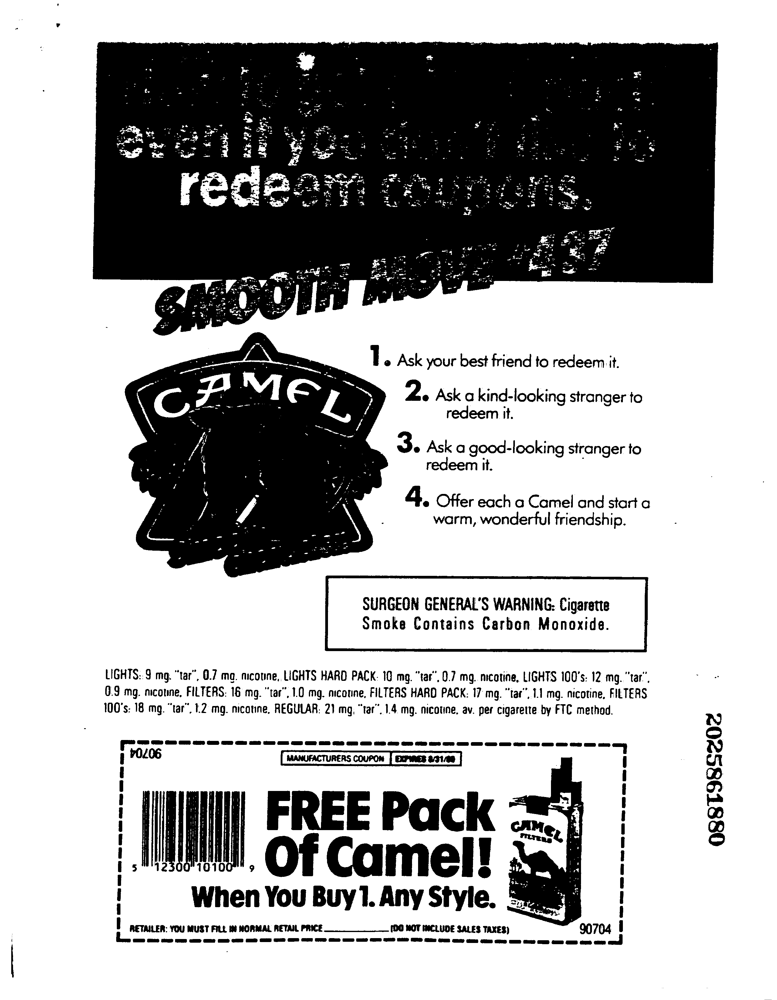 even if you don't like to
redeem coupons.
SMOOTH MOVE #437
CAMEL
1. Ask your best friend to redeem it.
2. Ask a kind-looking stranger to
redeem it.
3. Ask a good-looking stranger to
redeem it.
4. Offer each a Camel and start a
warm, wonderful friendship.
SURGEON GENERAL'S WARNING: Cigarette
Smoke Contains Carbon Monoxide.
LIGHTS: 9 mg. "tar", 0.7 mg. nicotine, LIGHTS HARD PACK: 10 mg. "tar", 0.7 mg. nicotine, LIGHTS 100's: 12 mg. "tar",
0.9 mg. nicotine, FILTERS: 16 mg. "tar", 1.0 mg. nicotine, FILTERS HARD PACK: 17 mg. "tar", 1.1 mg. nicotine, FILTERS
100's: 18 mg. "tar", 1.2 mg. nicotine, REGULAR: 21 mg. "tar", 1.4 mg. nicotine, av. per cigarette by FTC method.
2025861880
90704
MANUFACTURERS COUPON EXPIRES 8/31/
FREE Pack
Of Camel!
5 12300 10100 9
When You Buy 1. Any Style.
CAMEL
FILTERS
RETAILER: YOU MUST FILL IN NORMAL RETAIL PRICE (DO NOT INCLUDE SALES TAXES)
90704